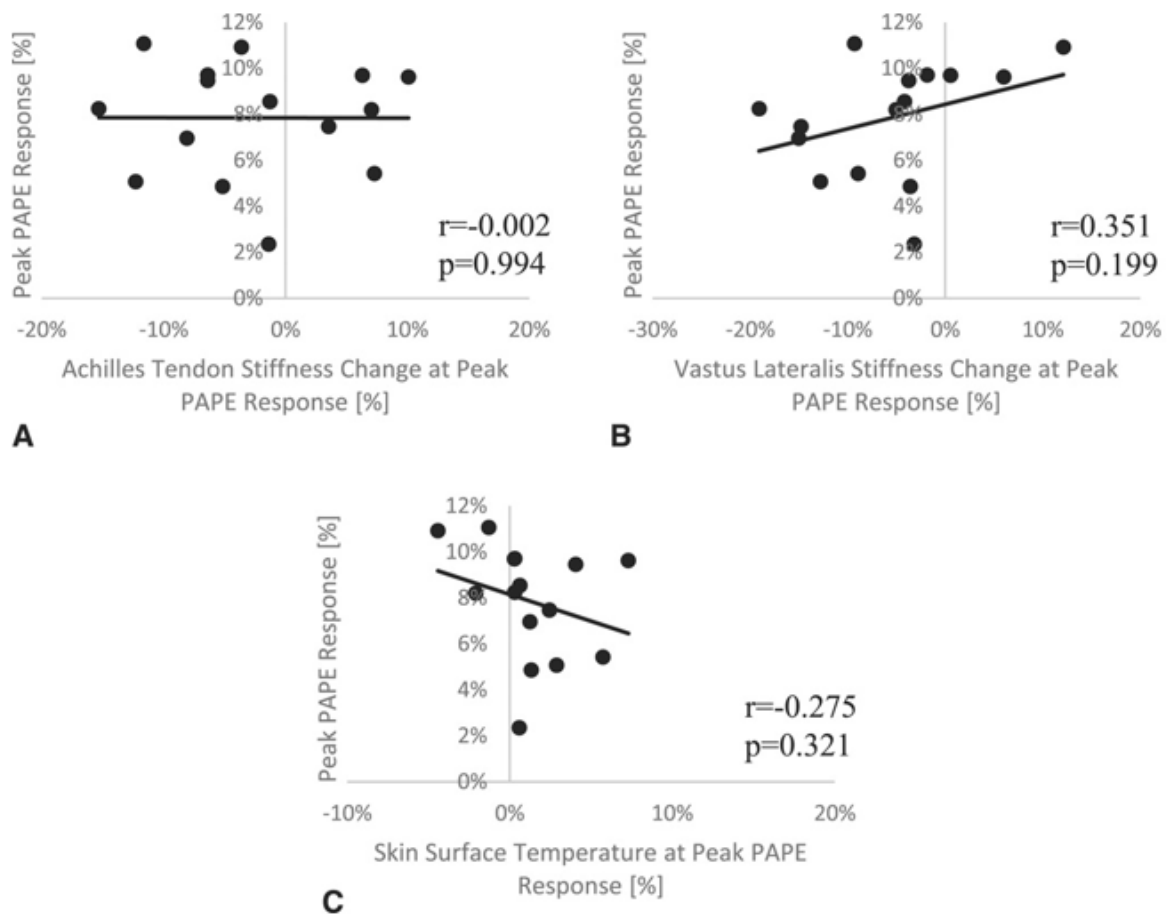 12%
10%
8%
6%
4%
2%
0%
Peak PAPE Response [%]
-20% -10% 0% 10% 20%
r=-0.002
p=0.994
Achilles Tendon Stiffness Change at Peak
PAPE Response [%]
A
12%
10%
8%
6%
4%
2%
0%
Peak PAPE Response [%]
-30% -20% -10% 0% 10% 20%
r=0.351
p=0.199
Vastus Lateralis Stiffness Change at Peak
PAPE Response [%]
B
12%
10%
8%
6%
4%
2%
0%
Peak PAPE Response [%]
-10% 0% 10% 20%
r=-0.275
p=0.321
Skin Surface Temperature at Peak PAPE
Response [%]
C